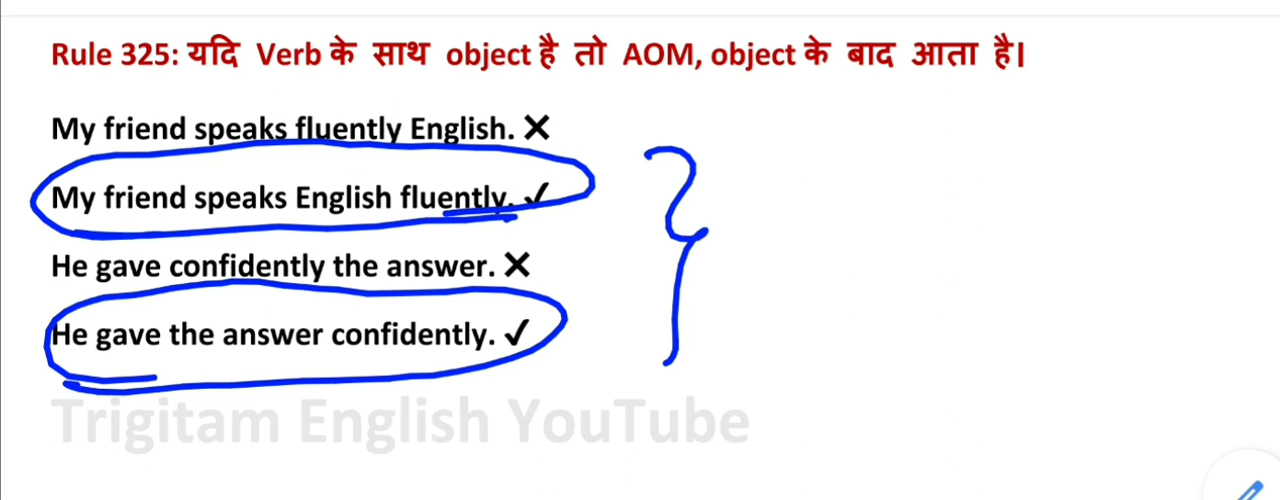 Rule 325: यदि Verb के साथ object है तो AOM, object के बाद आता है।
My friend speaks fluently English. ✕
My friend speaks English fluently. ✓
He gave confidently the answer. ✕
He gave the answer confidently. ✓
Trigitam English YouTube